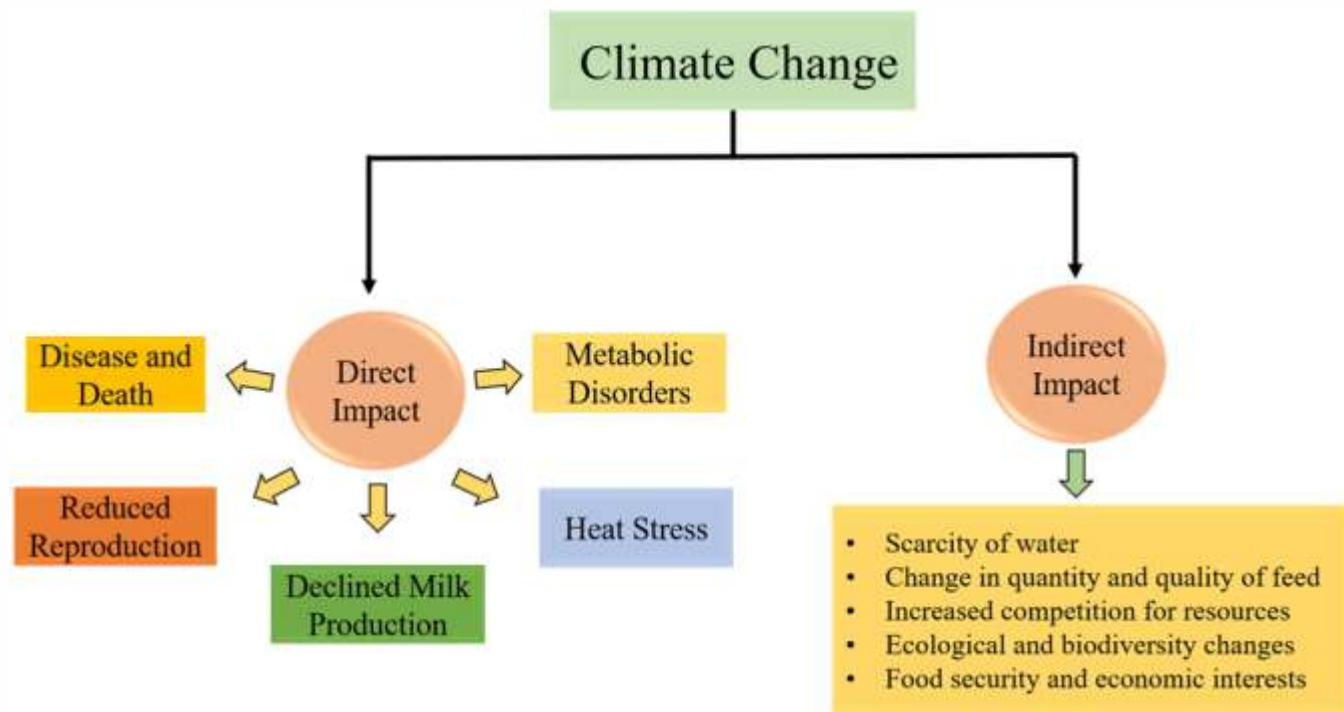 Climate Change
Direct
Impact
Disease and
Death
Metabolic
Disorders
Reduced
Reproduction
Declined Milk
Production
Heat Stress
Indirect
Impact
• Scarcity of water
• Change in quantity and quality of feed
• Increased competition for resources
• Ecological and biodiversity changes
• Food security and economic interests